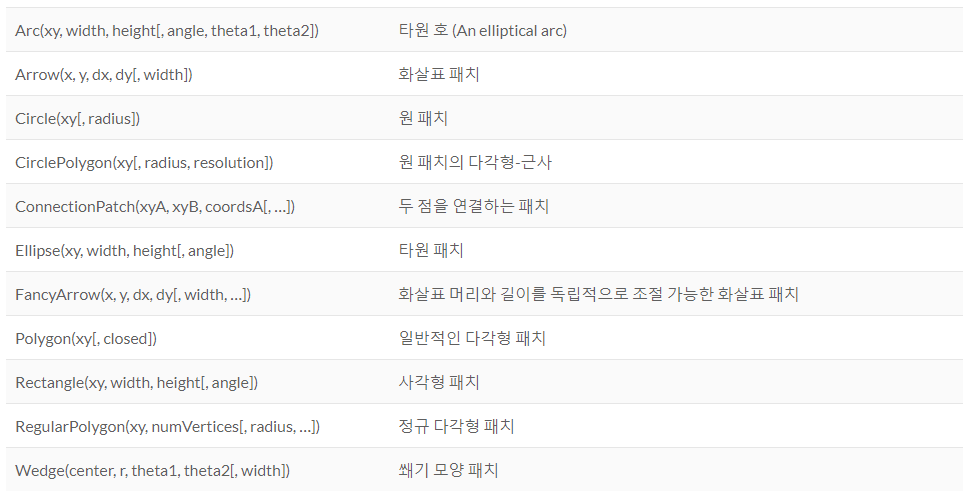 Arc(xy, width, height[, angle, theta1, theta2]) 타원 호 (An elliptical arc)
Arrow(x, y, dx, dy[, width]) 화살표 패치
Circle(xy[, radius]) 원 패치
CirclePolygon(xy[, radius, resolution]) 원 패치의 다각형-근사
ConnectionPatch(xyA, xyB, coordsA[, …]) 두 점을 연결하는 패치
Ellipse(xy, width, height[, angle]) 타원 패치
FancyArrow(x, y, dx, dy[, width, …]) 화살표 머리와 길이를 독립적으로 조절 가능한 화살표 패치
Polygon(xy[, closed]) 일반적인 다각형 패치
Rectangle(xy, width, height[, angle]) 사각형 패치
RegularPolygon(xy, numVertices[, radius, …]) 정규 다각형 패치
Wedge(center, r, theta1, theta2[, width]) 쐐기 모양 패치